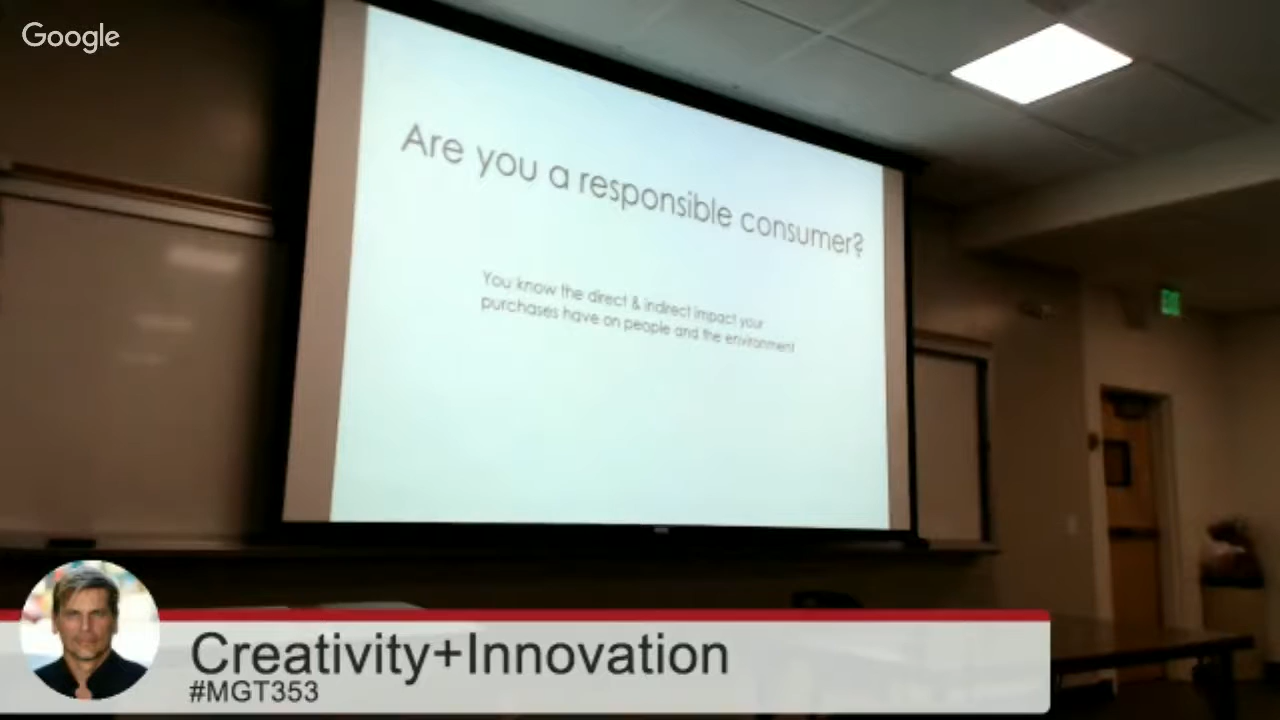 Google
Are you a responsible consumer?
You know the direct & indirect impact your
purchases have on people and the environment
Creativity+Innovation
#MGT353